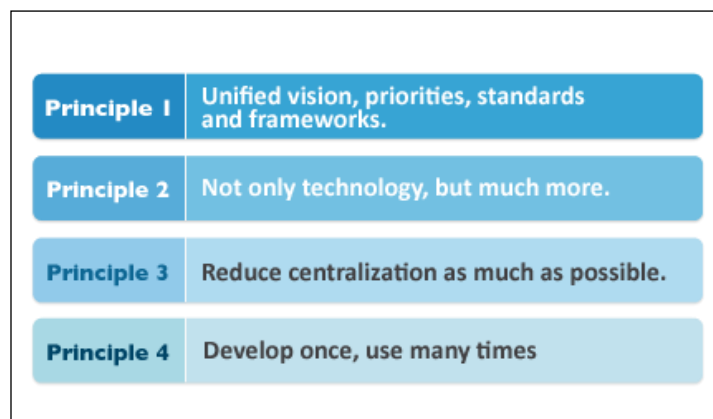 Principle 1
Unified vision, priorities, standards
and frameworks.
Principle 2
Not only technology, but much more.
Principle 3
Reduce centralization as much as possible.
Principle 4
Develop once, use many times